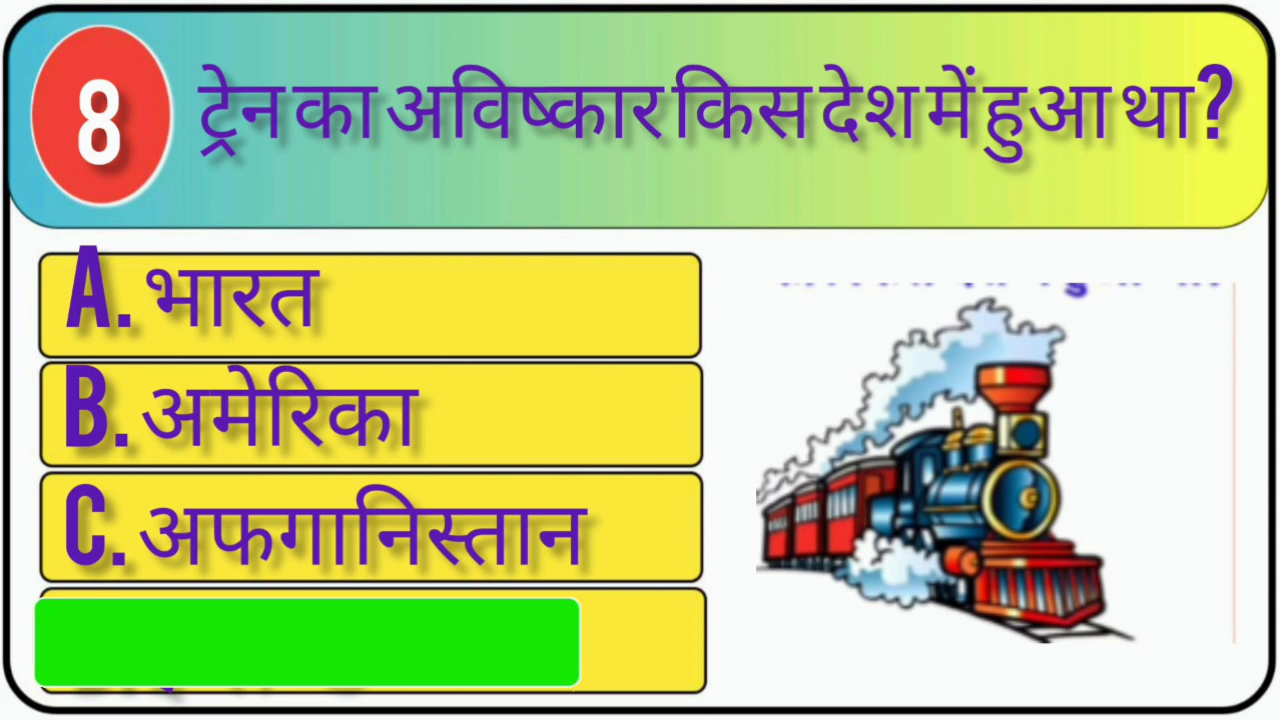 8
ट्रेन का अविष्कार किस देश में हुआ था?
A. भारत
B. अमेरिका
C. अफगानिस्तान